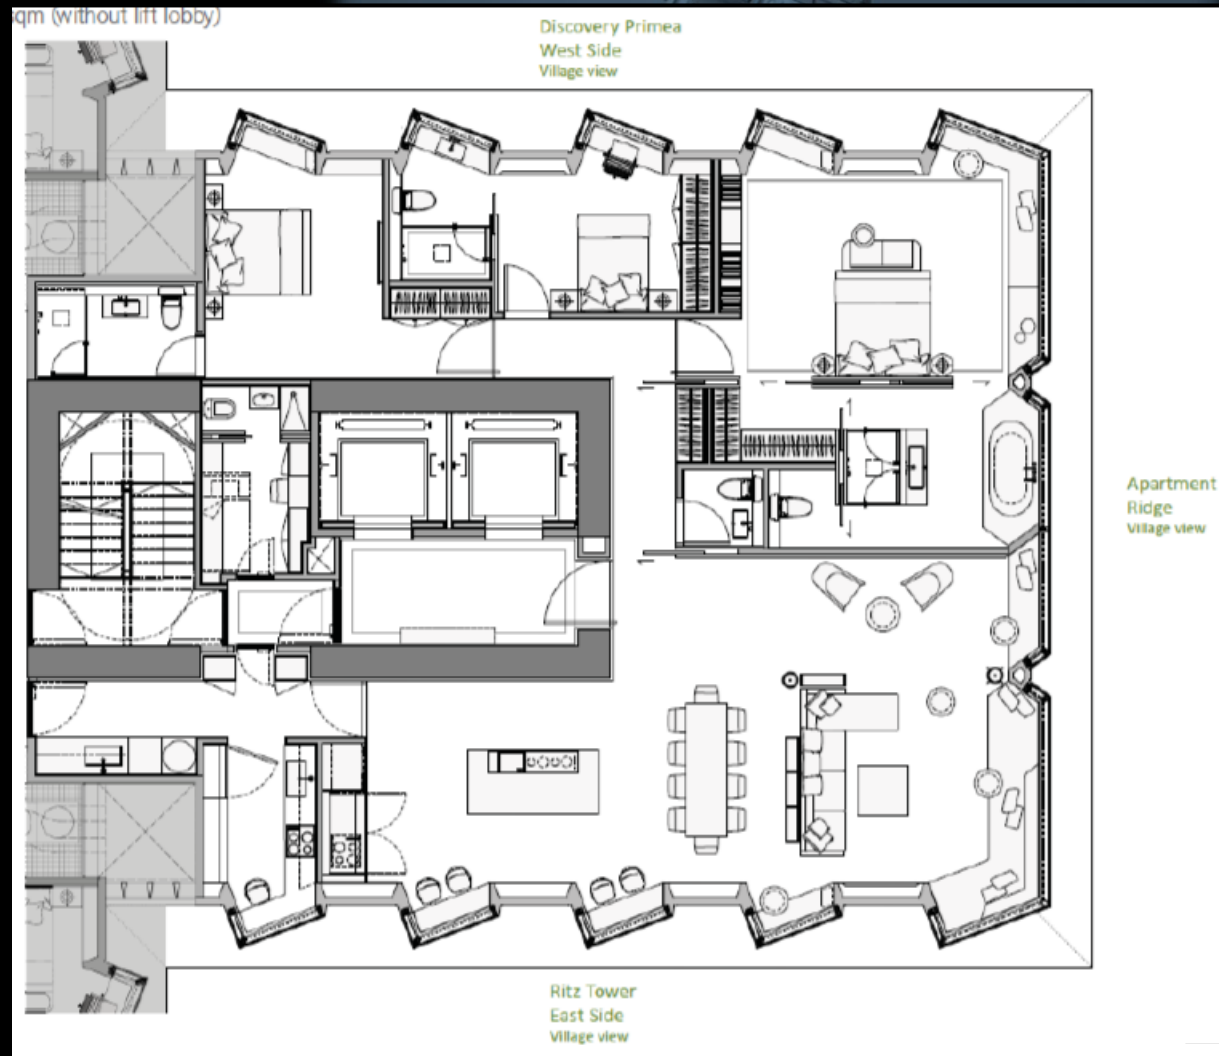 sqm (without lift lobby)
Discovery Primea
West Side
Village view
Apartment
Ridge
Village view
Ritz Tower
East Side
Village view